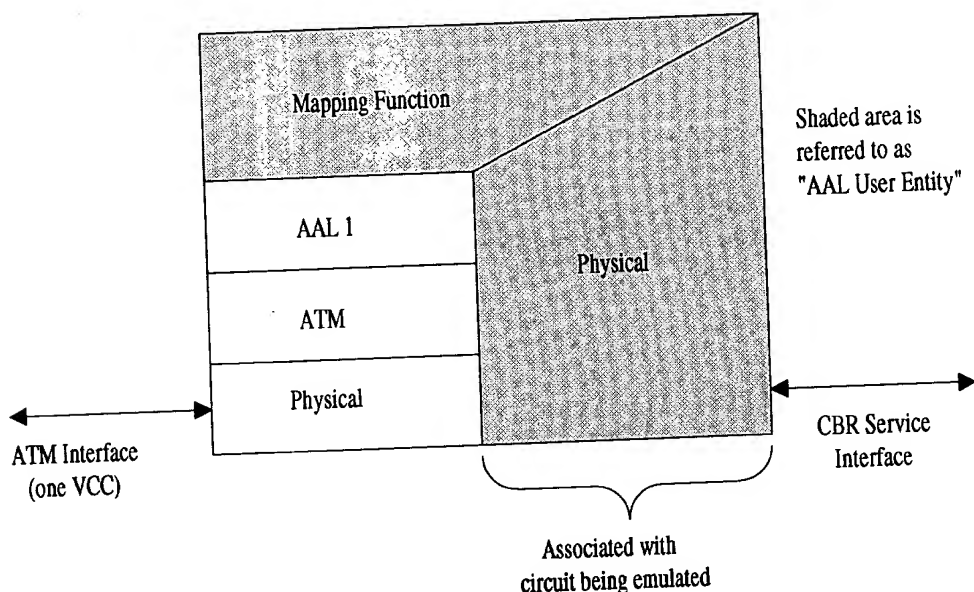 Mapping Function
Shaded area is
referred to as
"AAL User Entity"
AAL 1
Physical
ATM
Physical
ATM Interface
(one VCC)
CBR Service
Interface
Associated with
circuit being emulated